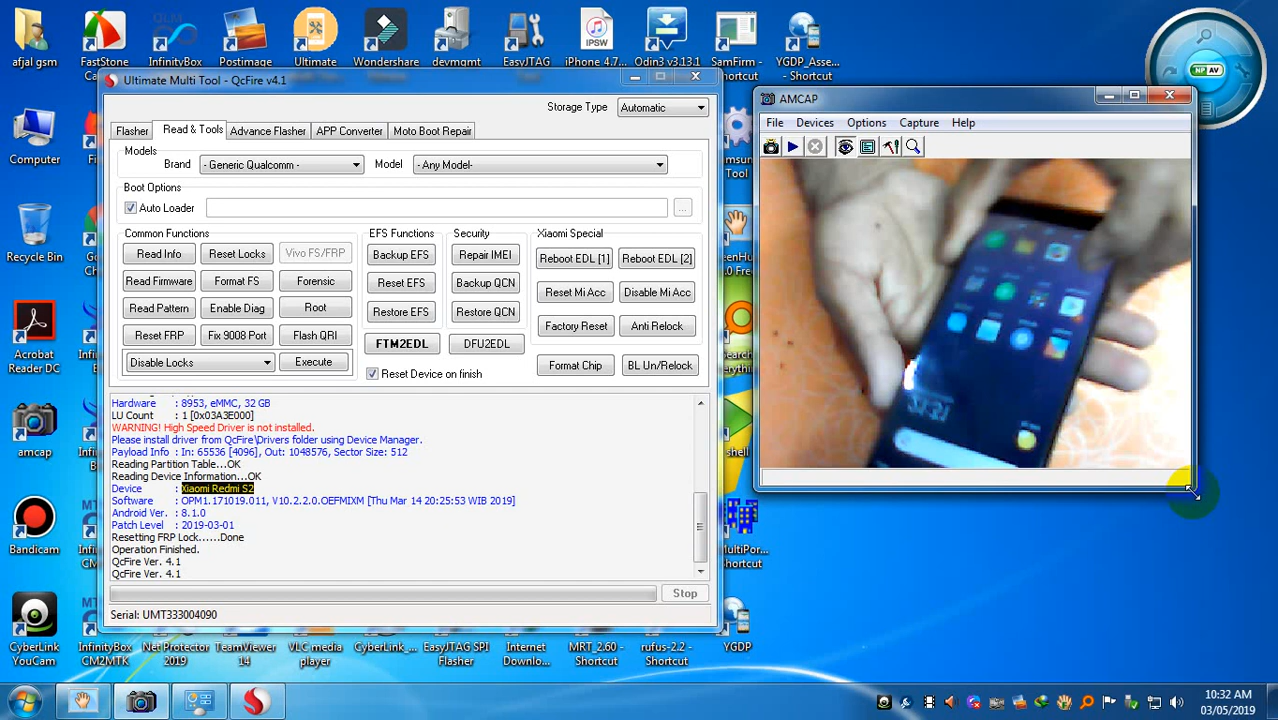 afjal gsm
FastStone
Ca
InfinityBox
Postimage
Ultimate
Wondershare
devmgmt
EasyJTAG
Tool
iPhone 4.7...
IPSW
Odin3 v3.13....
SamFirm -
Shortcut
YGDP_Asse...
- Shortcut
NP AV
Ultimate Multi Tool - QcFire v4.1
Storage Type
Automatic
Flasher
Read & Tools
Advance Flasher
APP Converter
Moto Boot Repair
Models
Brand
- Generic Qualcomm -
Model
- Any Model-
Boot Options
Auto Loader
...
Common Functions
EFS Functions
Security
Xiaomi Special
Read Info
Reset Locks
Vivo FS/FRP
Backup EFS
Repair IMEI
Reboot EDL [1]
Reboot EDL [2]
Read Firmware
Format FS
Forensic
Reset EFS
Backup QCN
Reset Mi Acc
Disable Mi Acc
Read Pattern
Enable Diag
Root
Restore EFS
Restore QCN
Factory Reset
Anti Relock
Reset FRP
Fix 9008 Port
Flash QRI
FTM2EDL
DFU2EDL
Disable Locks
Execute
Reset Device on finish
Format Chip
BL Un/Relock
Hardware : 8953, eMMC, 32 GB
LU Count : 1 [0x03A3E000]
WARNING! High Speed Driver is not installed.
Please install driver from QcFire\Drivers folder using Device Manager.
Payload Info : In: 65536 [4096], Out: 1048576, Sector Size: 512
Reading Partition Table...OK
Reading Device Information...OK
Device : Xiaomi Redmi S2
Software : OPM1.171019.011, V10.2.2.0.OEFMIXM [Thu Mar 14 20:25:53 WIB 2019]
Android Ver. : 8.1.0
Patch Level : 2019-03-01
Resetting FRP Lock......Done
Operation Finished.
QcFire Ver. 4.1
QcFire Ver. 4.1
Stop
Serial: UMT333004090
AMCAP
File Devices Options Capture Help
Computer
Recycle Bin
Acrobat
Reader DC
amcap
Bandicam
CyberLink
YouCam
InfinityBox
CM2MTK
Net Protector
2019
TeamViewer
14
VLC media
player
CyberLink_...
EasyJTAG SPI
Flasher
Internet
Downlo...
MRT_2.60 -
Shortcut
rufus-2.2 -
Shortcut
YGDP
Tool
shell
MultiPor...
Shortcut
10:32 AM
03/05/2019